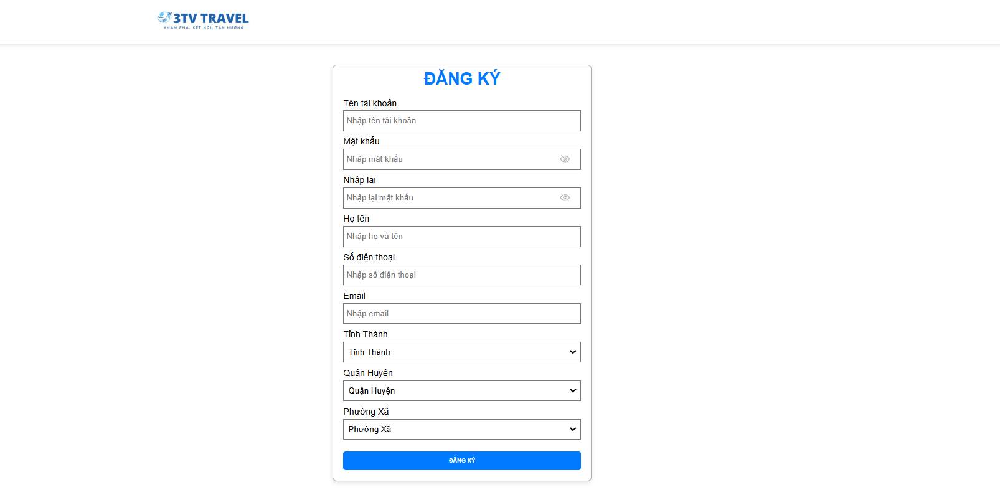 3TV TRAVEL
KHÁM PHÁ, KẾT NỐI, TẬN HƯỞNG
ĐĂNG KÝ
Tên tài khoản
Nhập tên tài khoản
Mật khẩu
Nhập mật khẩu
Nhập lại
Nhập lại mật khẩu
Họ tên
Nhập họ và tên
Số điện thoại
Nhập số điện thoại
Email
Nhập email
Tỉnh Thành
Tỉnh Thành
Quận Huyện
Quận Huyện
Phường Xã
Phường Xã
ĐĂNG KÝ